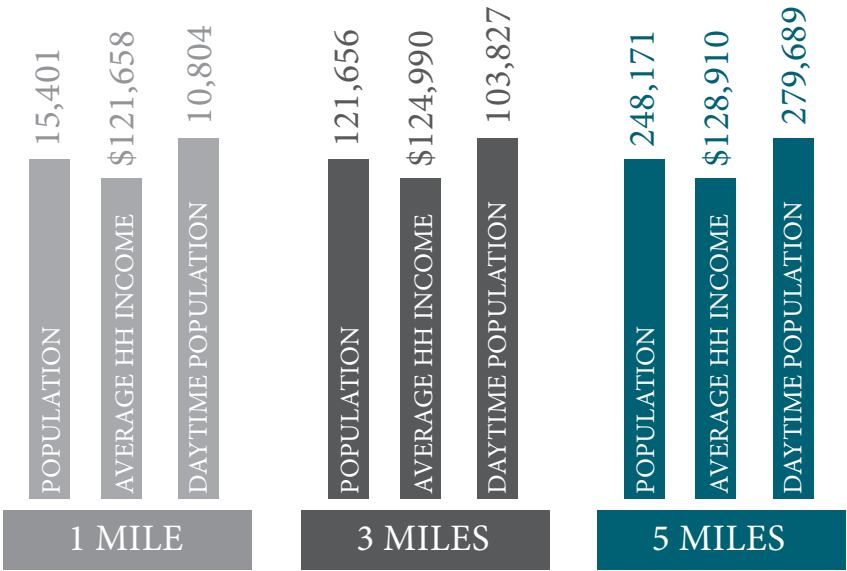 15,401
POPULATION
$121,658
AVERAGE HH INCOME
10,804
DAYTIME POPULATION
1 MILE
121,656
POPULATION
$124,990
AVERAGE HH INCOME
103,827
DAYTIME POPULATION
3 MILES
248,171
POPULATION
$128,910
AVERAGE HH INCOME
279,689
DAYTIME POPULATION
5 MILES